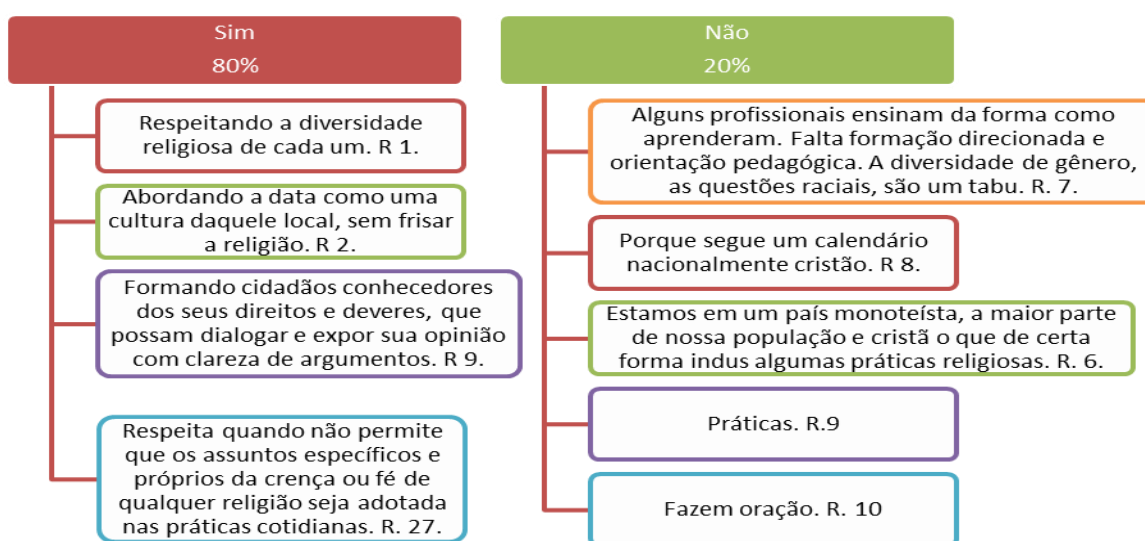 Sim
80%
Respeitando a diversidade
religiosa de cada um. R 1.
Abordando a data como uma
cultura daquele local, sem frisar
a religião. R 2.
Formando cidadãos conhecedores
dos seus direitos e deveres, que
possam dialogar e expor sua opinião
com clareza de argumentos. R 9.
Respeita quando não permite
que os assuntos específicos e
próprios da crença ou fé de
qualquer religião seja adotada
nas práticas cotidianas. R. 27.
Não
20%
Alguns profissionais ensinam da forma como
aprenderam. Falta formação direcionada e
orientação pedagógica. A diversidade de gênero,
as questões raciais, são um tabu. R. 7.
Porque segue um calendário
nacionalmente cristão. R 8.
Estamos em um país monoteísta, a maior parte
de nossa população e cristã o que de certa
forma indus algumas práticas religiosas. R. 6.
Práticas. R.9
Fazem oração. R. 10